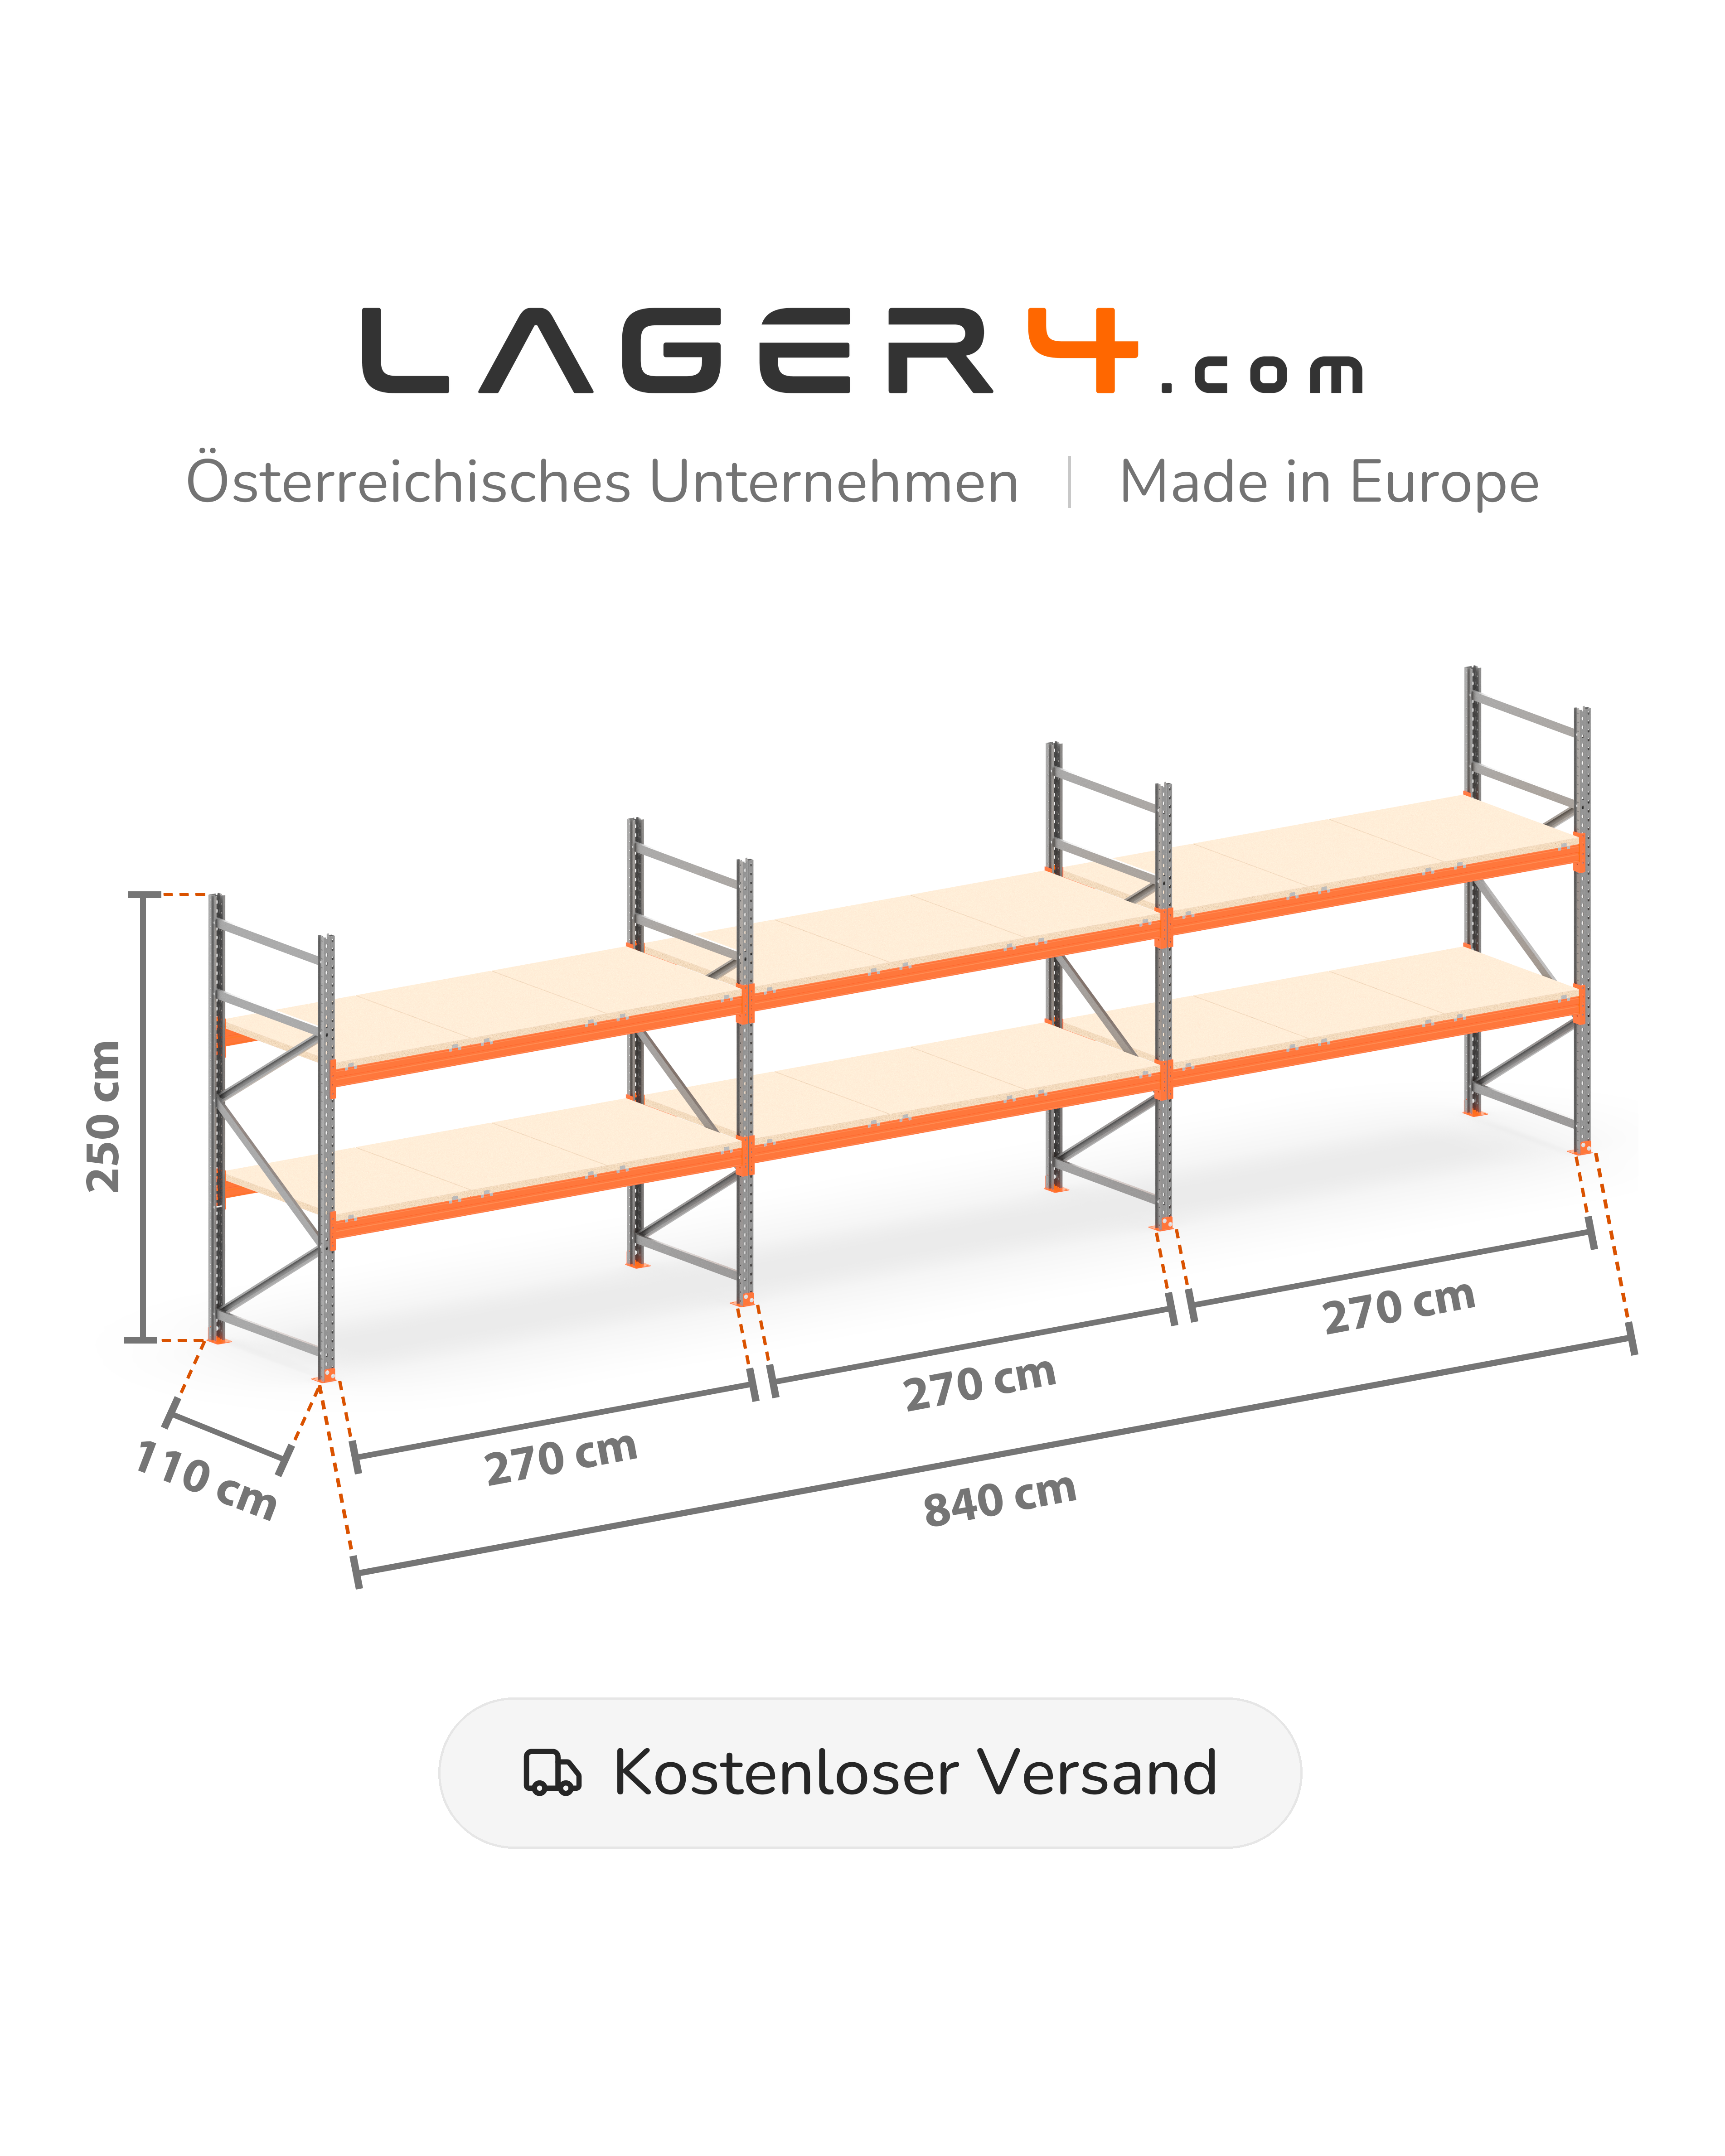 LAGER4.com
Österreichisches Unternehmen | Made in Europe
250 cm
110 cm
270 cm
270 cm
270 cm
840 cm
Kostenloser Versand